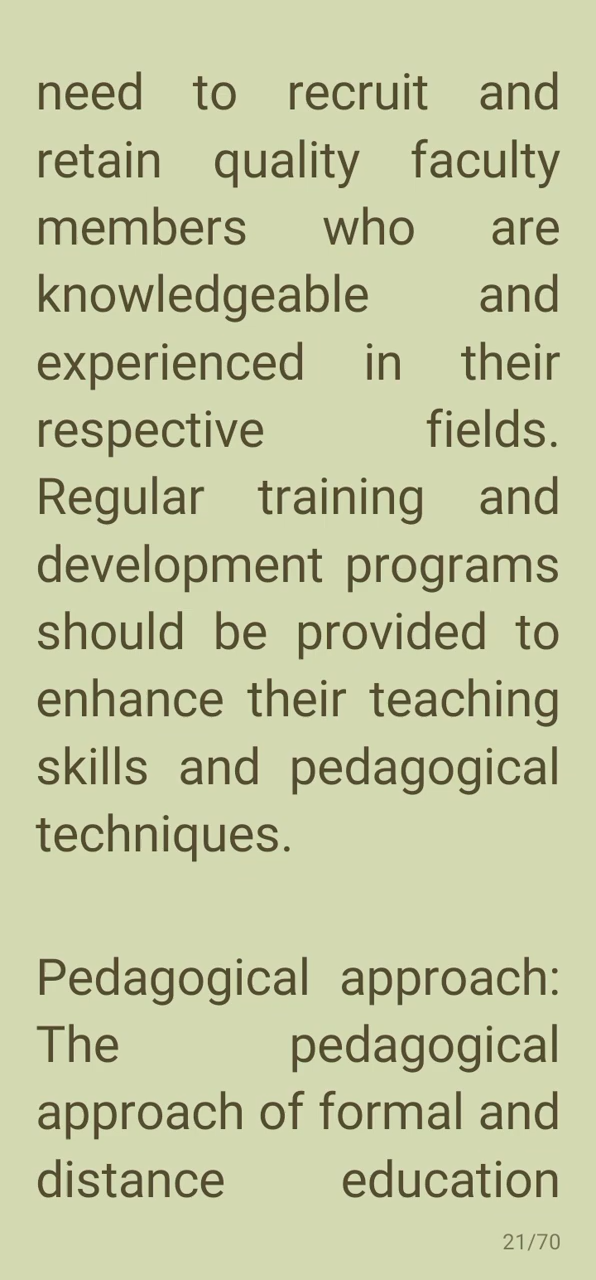 need to recruit and
retain quality faculty
members who are
knowledgeable and
experienced in their
respective fields.
Regular training and
development programs
should be provided to
enhance their teaching
skills and pedagogical
techniques.
Pedagogical approach:
The pedagogical
approach of formal and
distance education
21/70